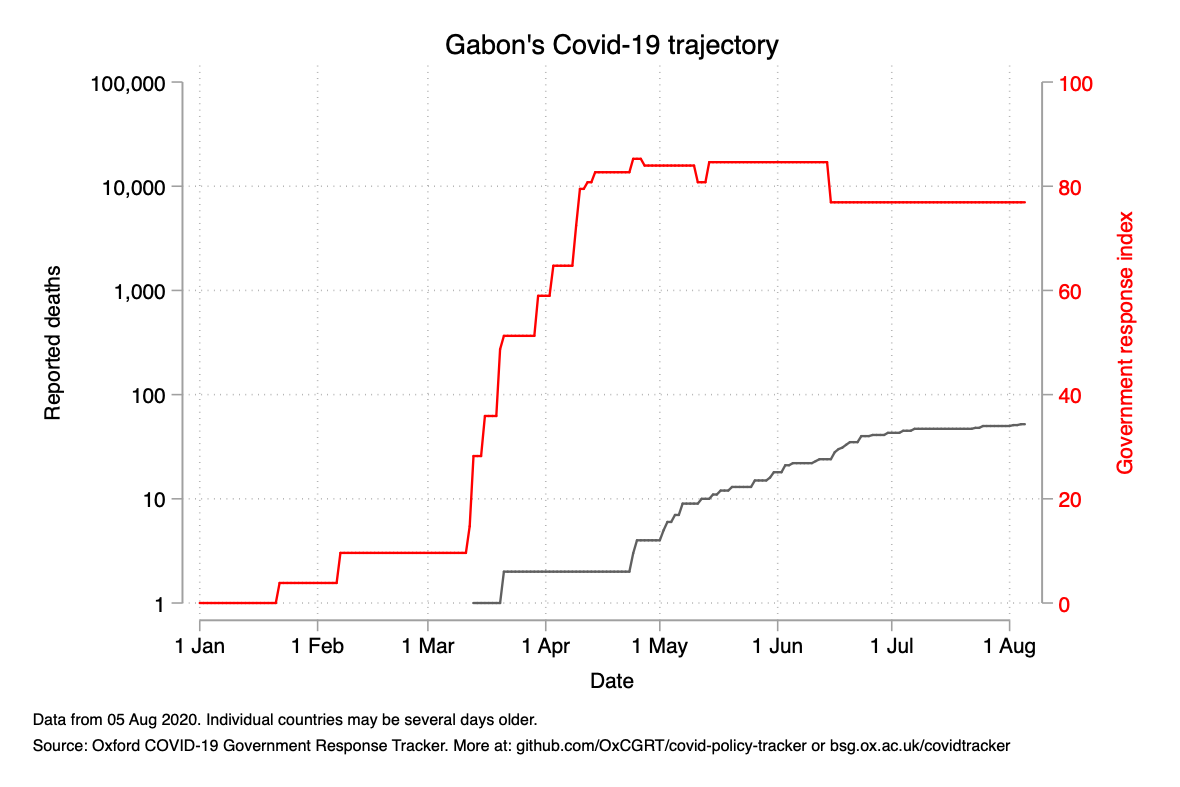 Gabon's Covid-19 trajectory
100,000
10,000
1,000
100
10
1
Reported deaths
100
80
60
40
20
0
Government response index
1 Jan 1 Feb 1 Mar 1 Apr 1 May 1 Jun 1 Jul 1 Aug
Date
Data from 05 Aug 2020. Individual countries may be several days older.
Source: Oxford COVID-19 Government Response Tracker. More at: github.com/OxCGRT/covid-policy-tracker or bsg.ox.ac.uk/covidtracker